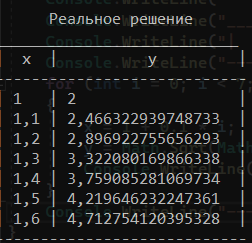 Реальное решение
x | y |
1 | 2
1,1 | 2,466322939748733
1,2 | 2,896927755656595
1,3 | 3,322080169866338
1,4 | 3,759085281069734
1,5 | 4,219646232247361
1,6 | 4,712754120395328